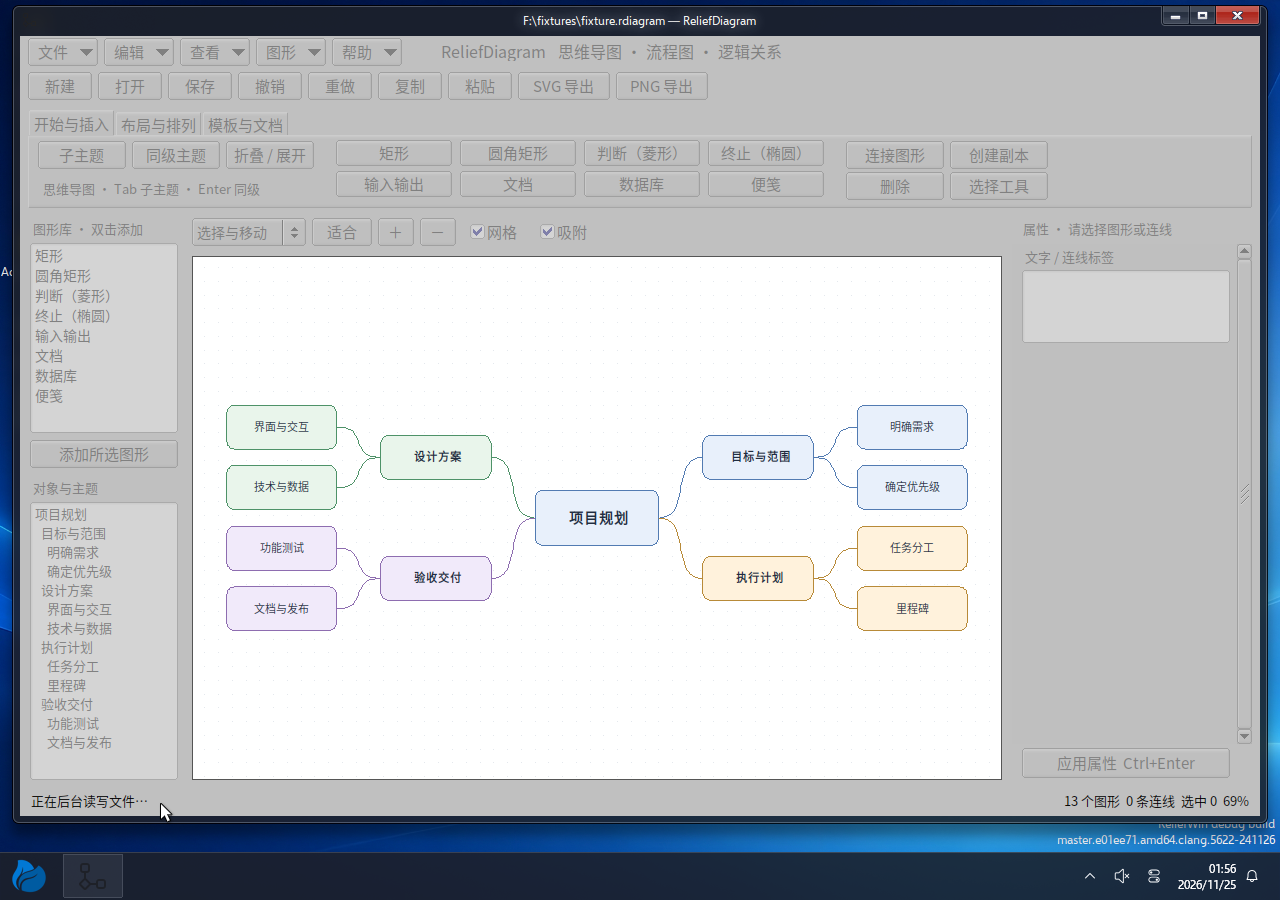 F:\fixtures\fixture.rdiagram — ReliefDiagram
文件 编辑 查看 图形 帮助 ReliefDiagram 思维导图 · 流程图 · 逻辑关系
新建 打开 保存 撤销 重做 复制 粘贴 SVG 导出 PNG 导出
开始与插入 布局与排列 模板与文档
子主题 同级主题 折叠 / 展开 矩形 圆角矩形 判断（菱形） 终止（椭圆） 连接图形 创建副本
思维导图 · Tab 子主题 · Enter 同级 输入输出 文档 数据库 便笺 删除 选择工具
图形库 · 双击添加
矩形
圆角矩形
判断（菱形）
终止（椭圆）
输入输出
文档
数据库
便笺
添加所选图形
对象与主题
项目规划
目标与范围
明确需求
确定优先级
设计方案
界面与交互
技术与数据
执行计划
任务分工
里程碑
验收交付
功能测试
文档与发布
选择与移动 适合 + − 网格 吸附
界面与交互
设计方案
技术与数据
功能测试
验收交付
文档与发布
项目规划
目标与范围
明确需求
确定优先级
执行计划
任务分工
里程碑
属性 · 请选择图形或连线
文字 / 连线标签
应用属性 Ctrl+Enter
正在后台读写文件…
13 个图形 0 条连线 选中 0 69%
ReliefWin debug build
master.e01ee71.amd64.clang.5622-241126
01:56
2026/11/25